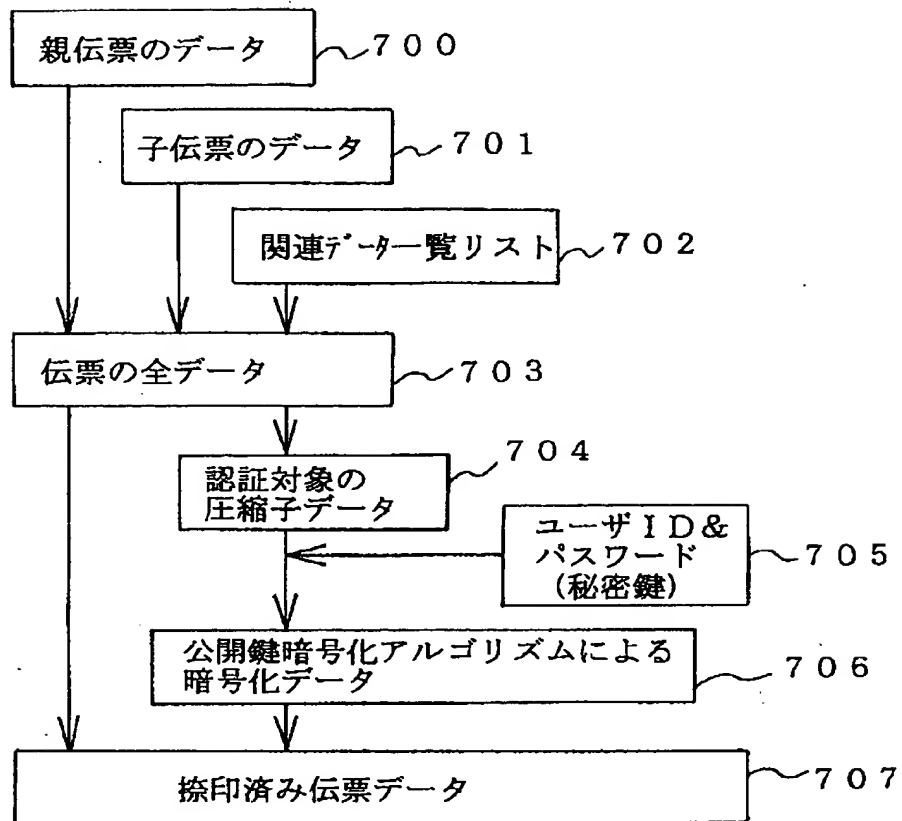 親伝票のデータ
700
子伝票のデータ
701
関連データ一覧リスト
702
伝票の全データ
703
認証対象の
圧縮子データ
704
ユーザID&
パスワード
(秘密鍵)
705
公開鍵暗号化アルゴリズムによる
暗号化データ
706
捺印済み伝票データ
707